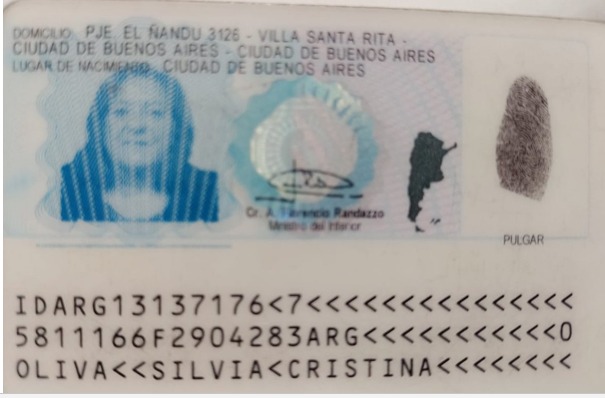 DOMICILIO: PJE. EL ÑANDU 3126 - VILLA SANTA RITA -
CIUDAD DE BUENOS AIRES - CIUDAD DE BUENOS AIRES
LUGAR DE NACIMIENTO: CIUDAD DE BUENOS AIRES
Cr. A. Florencio Randazzo
Ministro del Interior
PULGAR
IDARG13137176<7<<<<<<<<<<<<<<<
5811166F2904283ARG<<<<<<<<<<<0
OLIVA<<SILVIA<CRISTINA<<<<<<<<